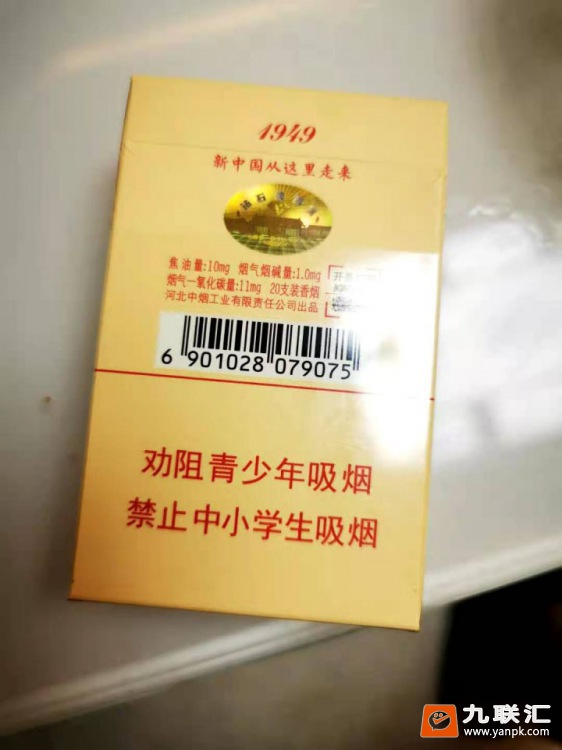 1949
新中国从这里走来
钻石
焦油量:10mg 烟气烟碱量:1.0mg
烟气一氧化碳量:11mg 20支装香烟
河北中烟工业有限责任公司出品
6 901028 079075
劝阻青少年吸烟
禁止中小学生吸烟
九联汇
www.yanpk.com